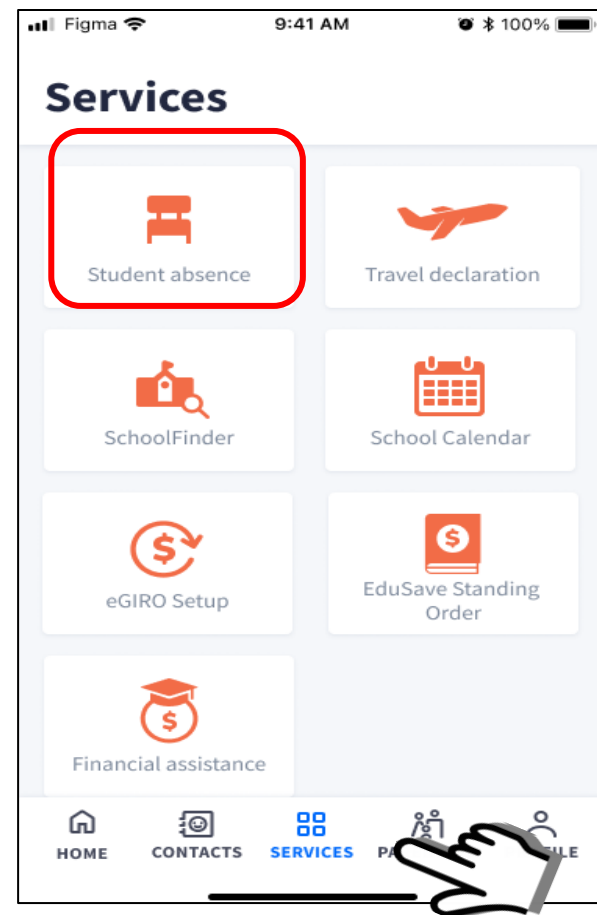 Figma 9:41 AM 100%
Services
Student absence Travel declaration
SchoolFinder School Calendar
eGIRO Setup EduSave Standing
Order
Financial assistance
HOME CONTACTS SERVICES